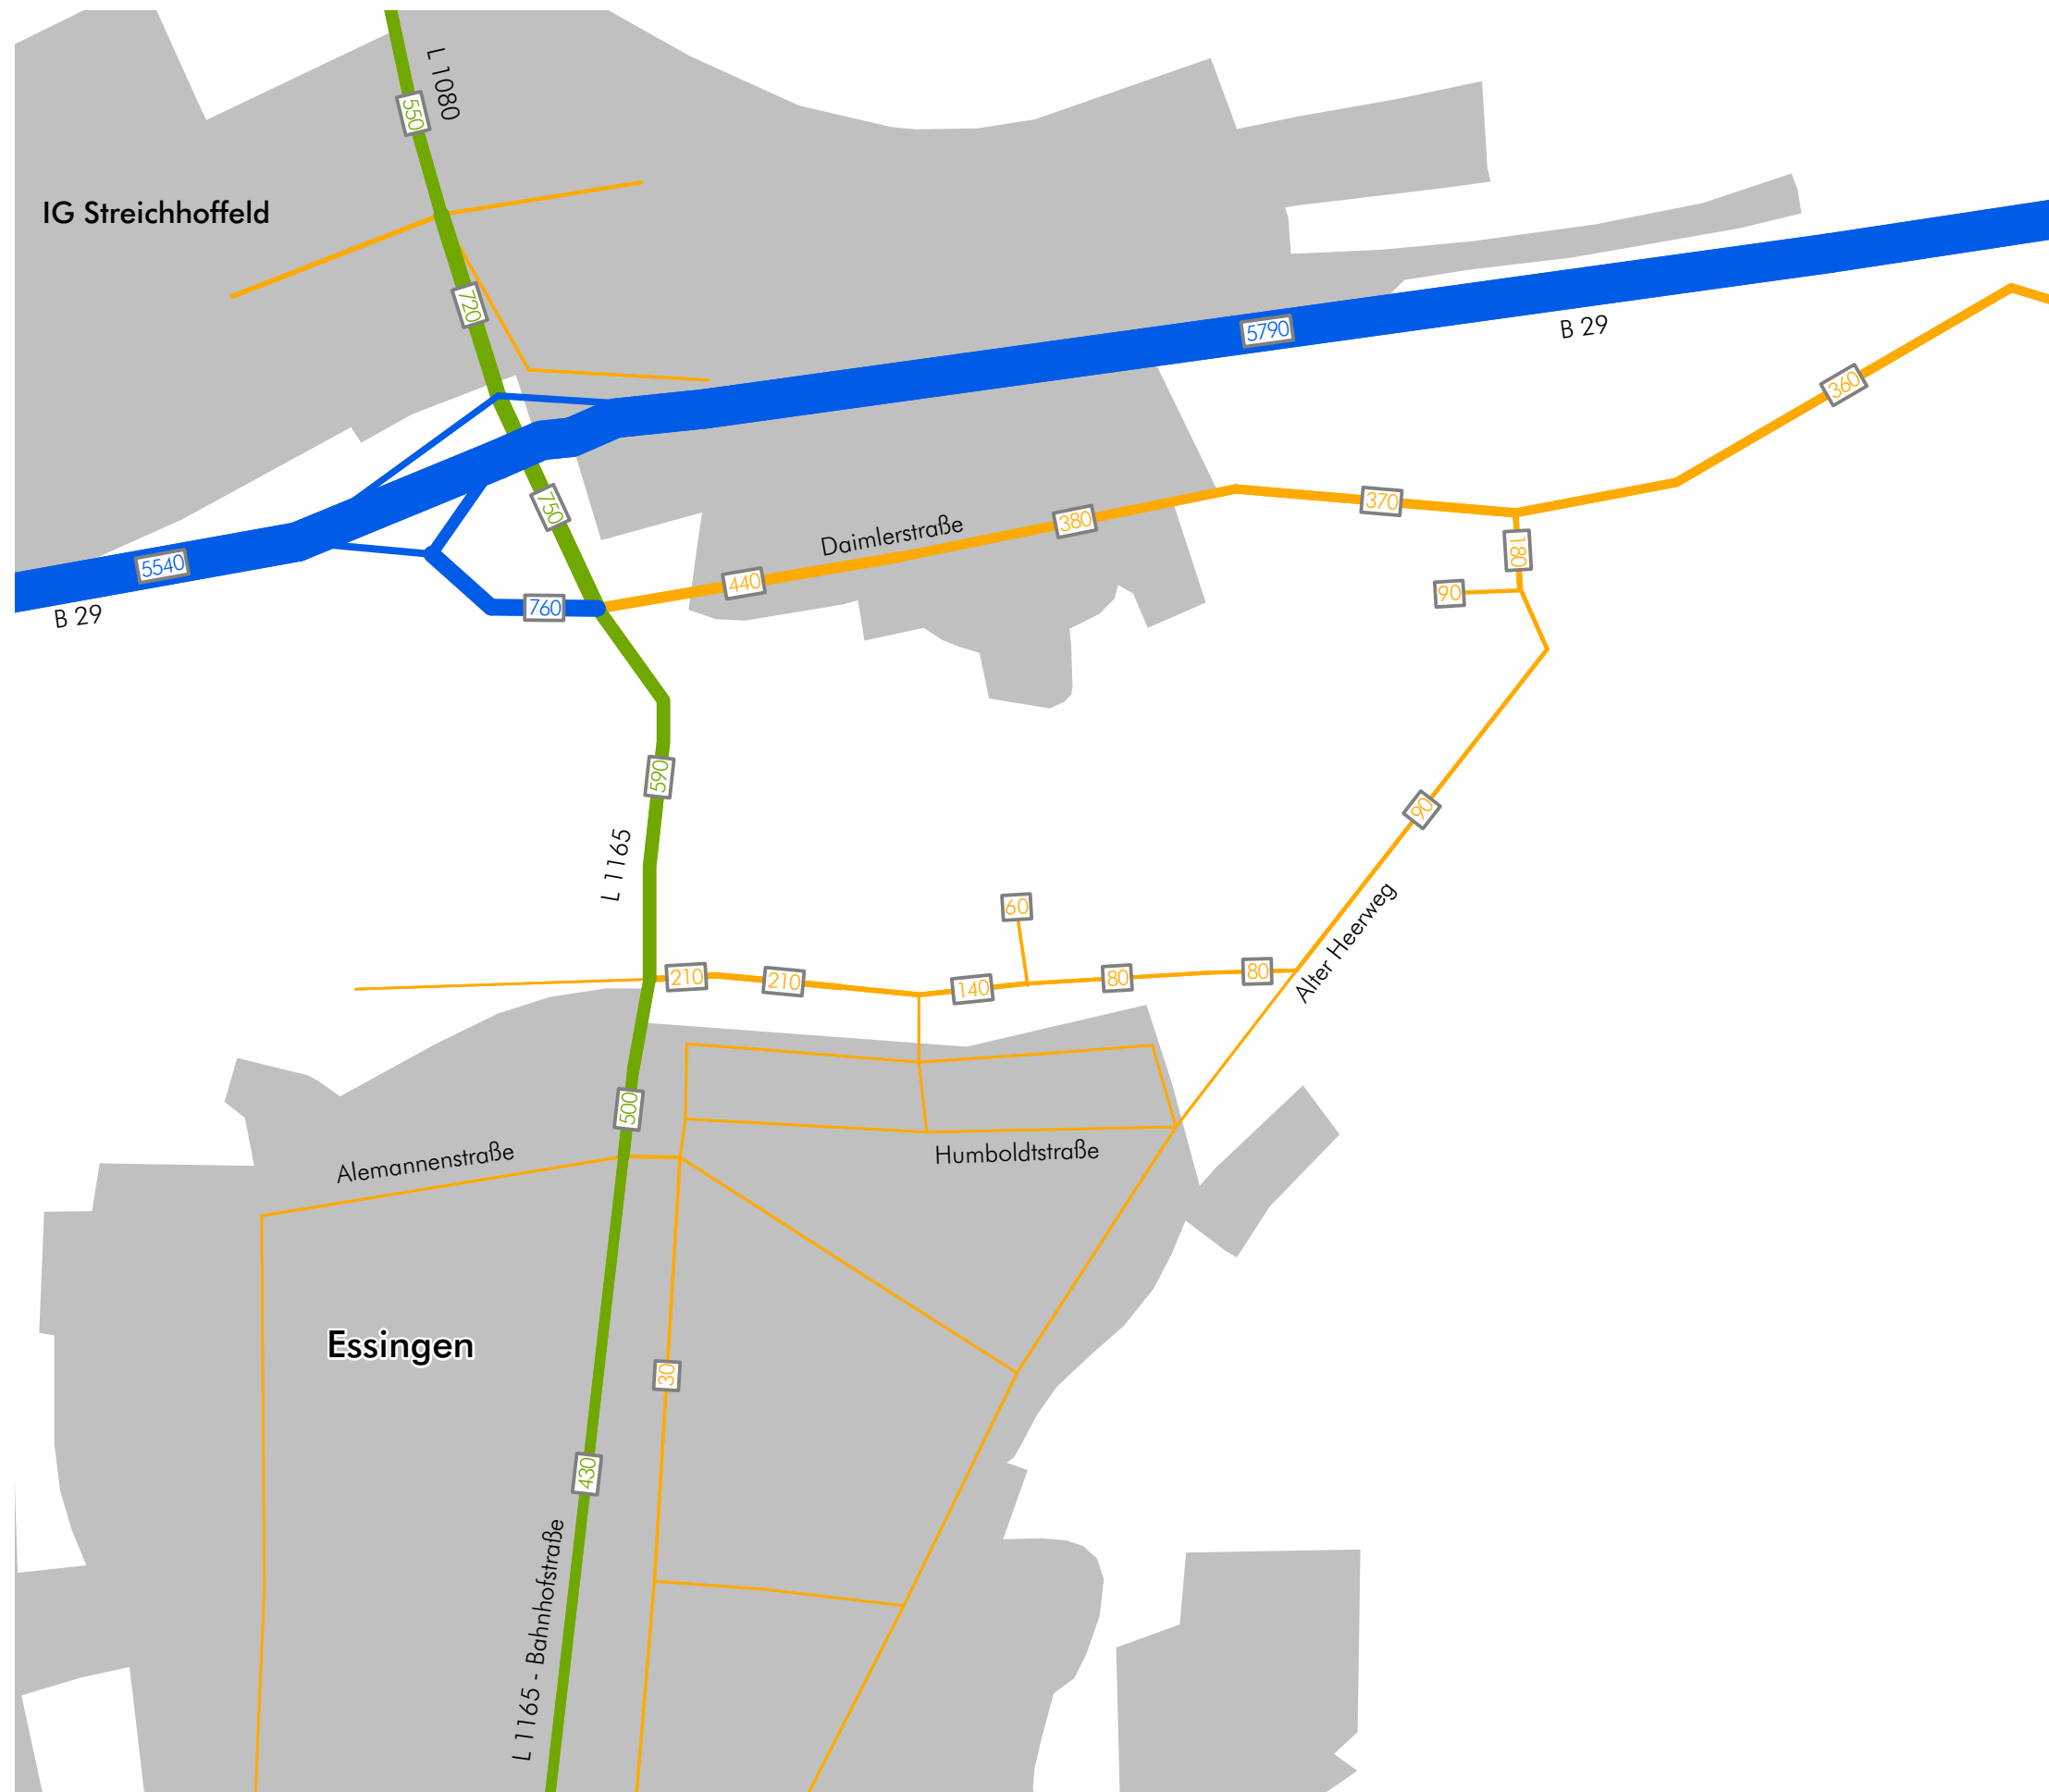 L 1080
550
IG Streichhoffeld
720
5790
B 29
360
750
370
Daimlerstraße
380
180
5540
440
90
B 29
760
590
90
L 1165
60
Alter Heerweg
210
210
140
80
80
500
Alemannenstraße
Humboldtstraße
Essingen
30
430
L 1165 - Bahnhofstraße